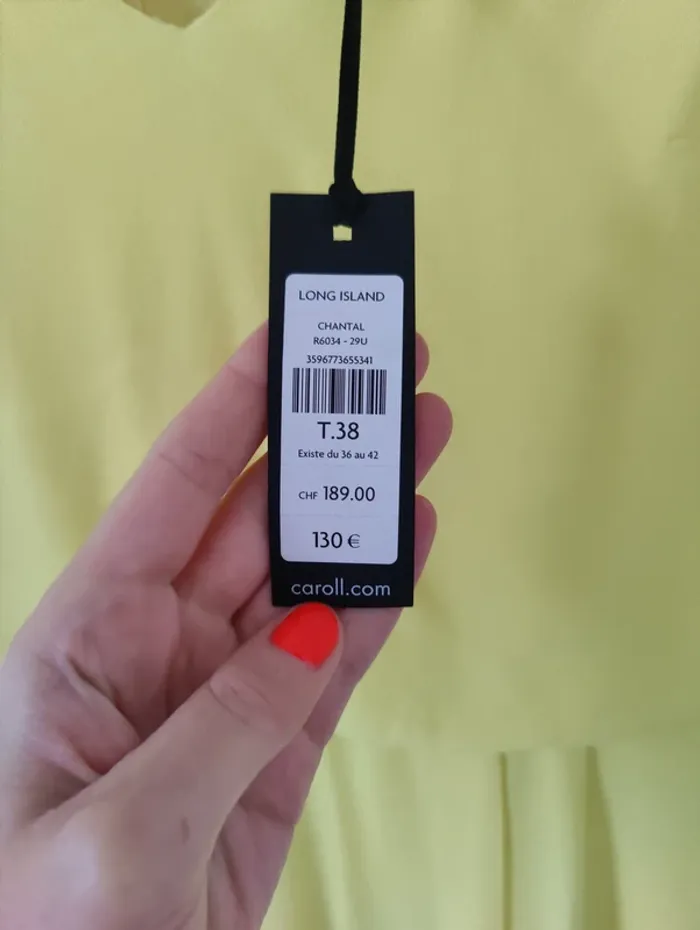 LONG ISLAND
CHANTAL
R6034 - 29U
3596773655341
T.38
Existe du 36 au 42
CHF 189.00
130 €
caroll.com